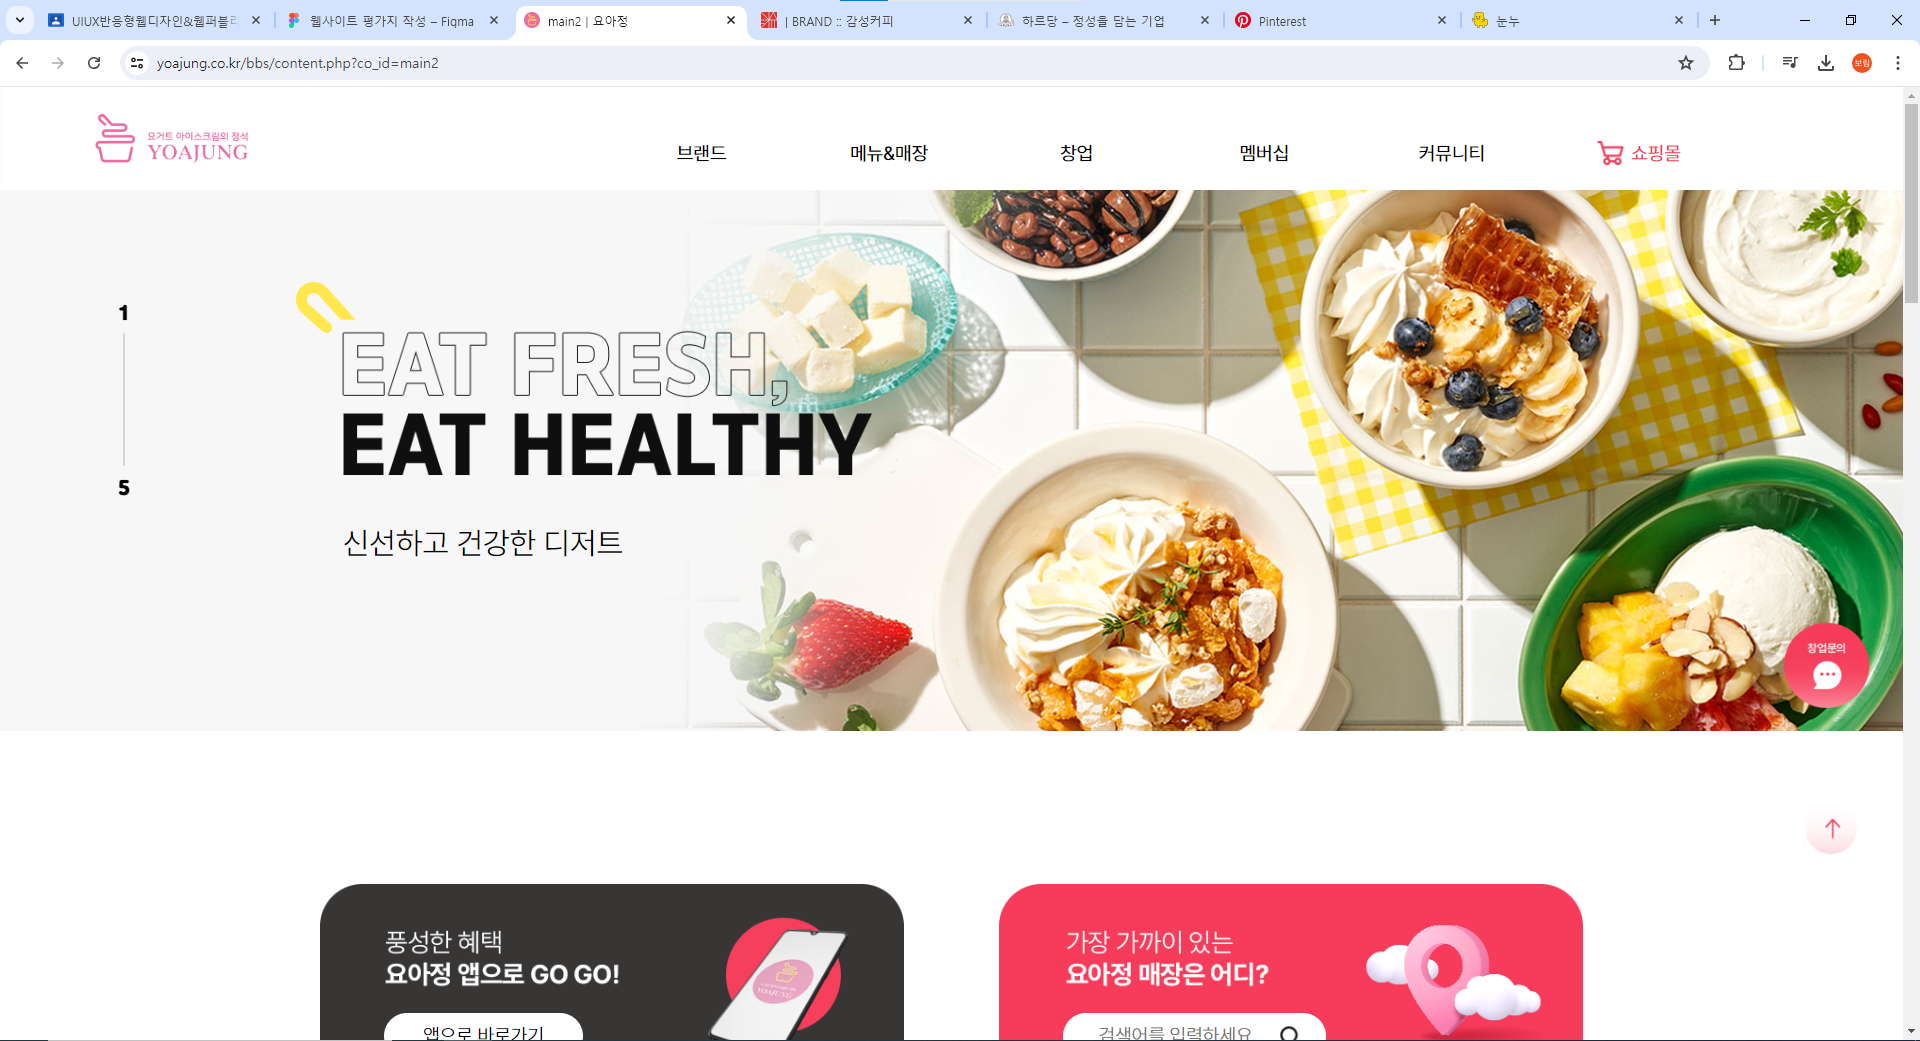 UIUX반응형웹디자인&웹퍼블리
웹사이트 평가지 작성 – Figma
main2 | 요아정
| BRAND :: 감성커피
하르당 – 정성을 담는 기업
Pinterest
눈누
yoajung.co.kr/bbs/content.php?co_id=main2
보림
요거트 아이스크림의 정석
YOAJUNG
브랜드
메뉴&매장
창업
멤버십
커뮤니티
쇼핑몰
1
5
EAT FRESH,
EAT HEALTHY
신선하고 건강한 디저트
창업문의
풍성한 혜택
요아정 앱으로 GO GO!
앱으로 바로가기
YOAJUNG
가장 가까이 있는
요아정 매장은 어디?
검색어를 입력하세요